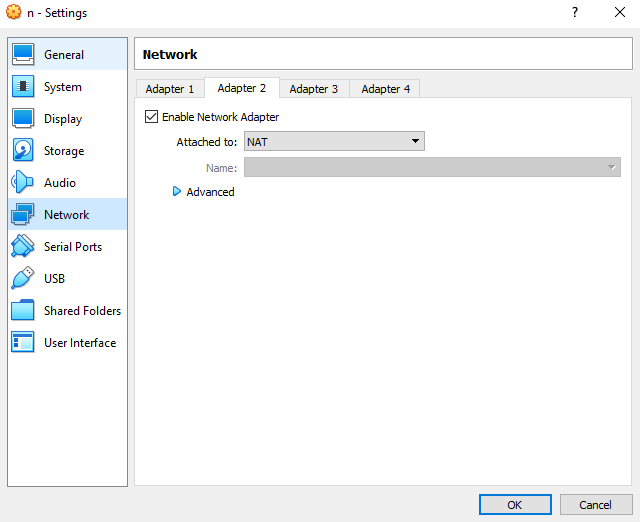 n - Settings
?
General
System
Display
Storage
Audio
Network
Serial Ports
USB
Shared Folders
User Interface
Network
Adapter 1 Adapter 2 Adapter 3 Adapter 4
Enable Network Adapter
Attached to: NAT
Name:
Advanced
OK Cancel